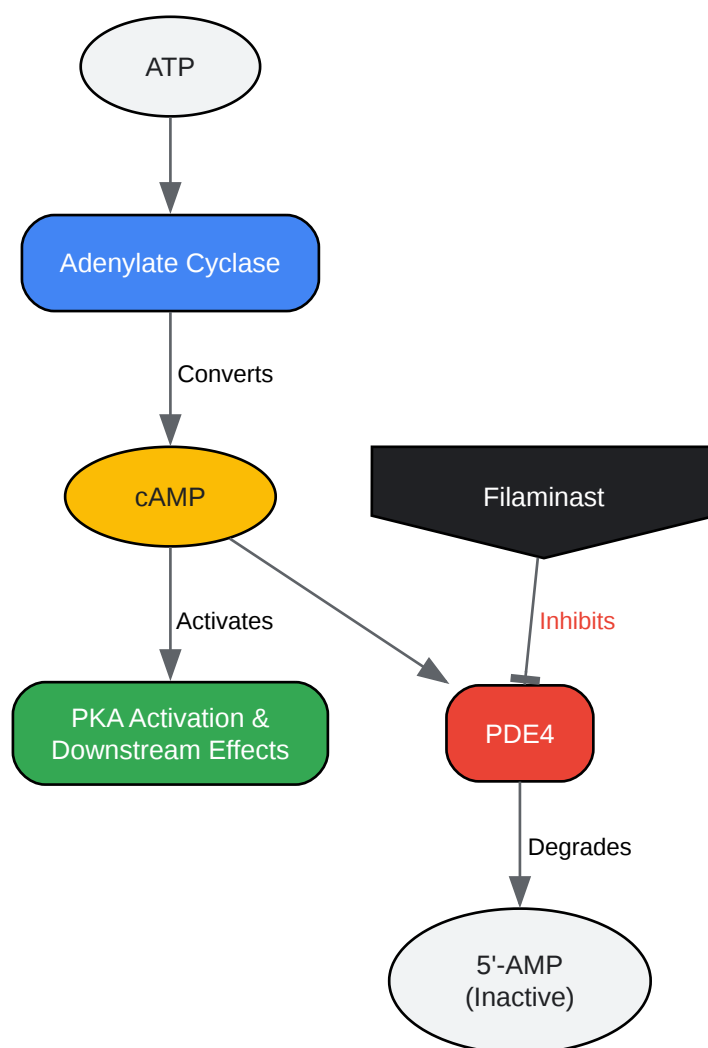 ATP
Adenylate Cyclase
Converts
cAMP
Filaminast
Activates
Inhibits
PKA Activation &
Downstream Effects
PDE4
Degrades
5'-AMP
(Inactive)